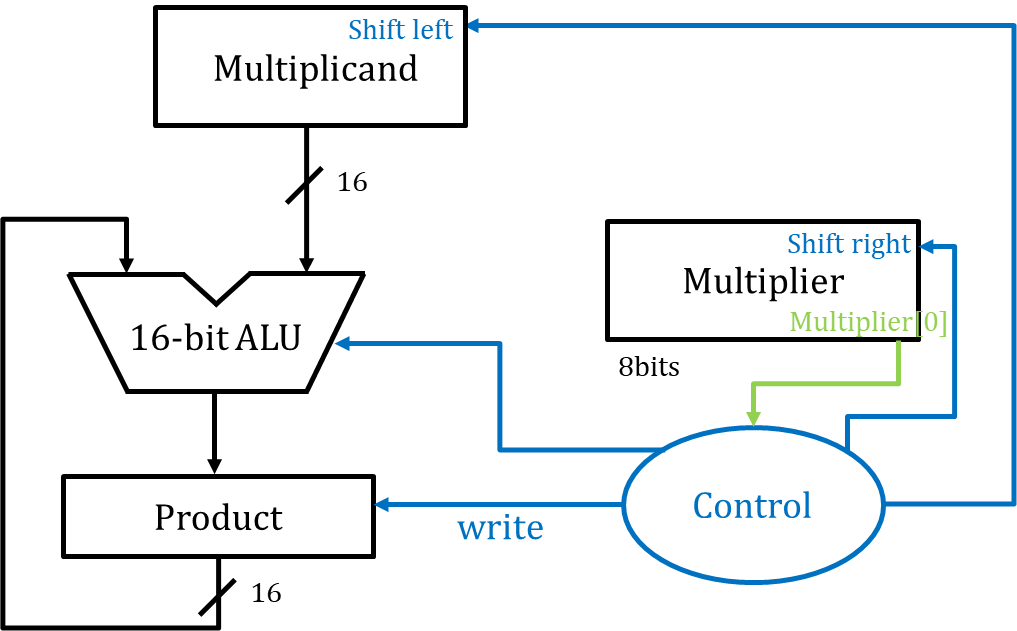 Shift left
Multiplicand
16
Shift right
Multiplier
Multiplier[0]
16-bit ALU
8bits
Control
Product
write
16